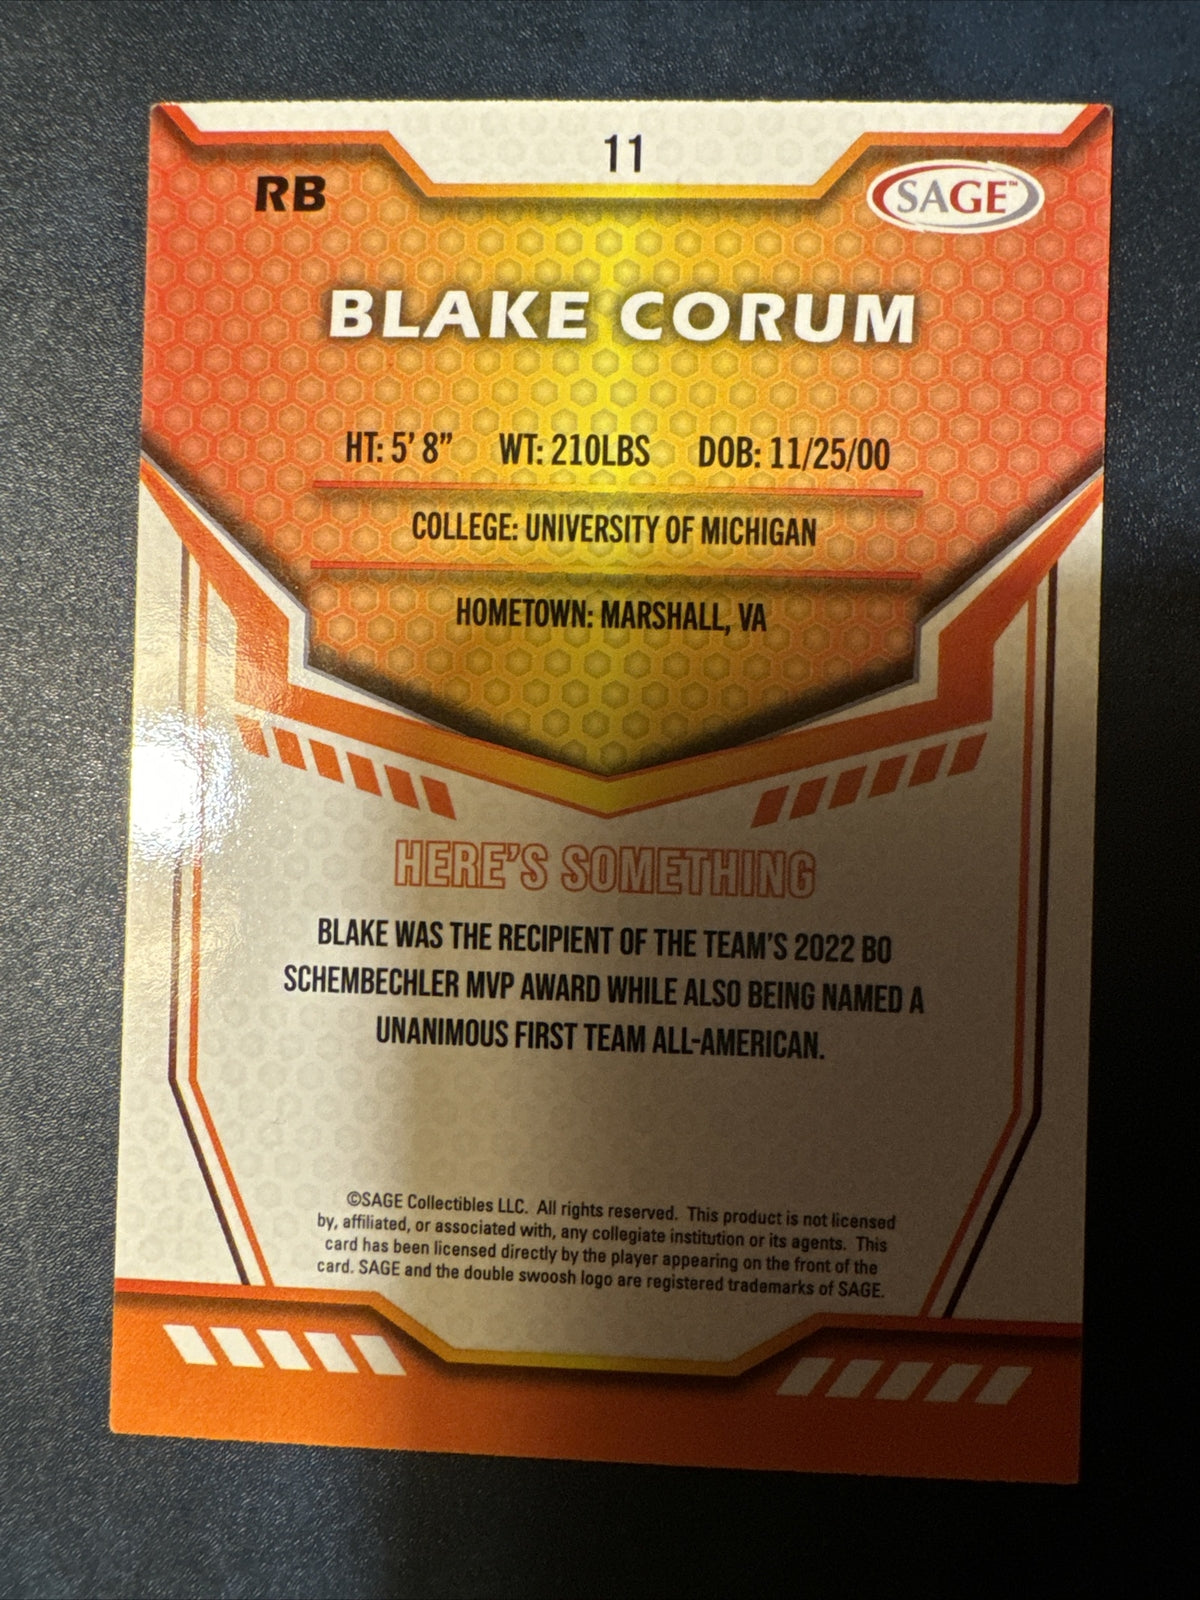 11
RB
SAGE™
BLAKE CORUM
HT: 5' 8" WT: 210LBS DOB: 11/25/00
COLLEGE: UNIVERSITY OF MICHIGAN
HOMETOWN: MARSHALL, VA
HERE'S SOMETHING
BLAKE WAS THE RECIPIENT OF THE TEAM'S 2022 BO
SCHEMBECHLER MVP AWARD WHILE ALSO BEING NAMED A
UNANIMOUS FIRST TEAM ALL-AMERICAN.
©SAGE Collectibles LLC. All rights reserved. This product is not licensed
by, affiliated, or associated with, any collegiate institution or its agents. This
card has been licensed directly by the player appearing on the front of the
card. SAGE and the double swoosh logo are registered trademarks of SAGE.